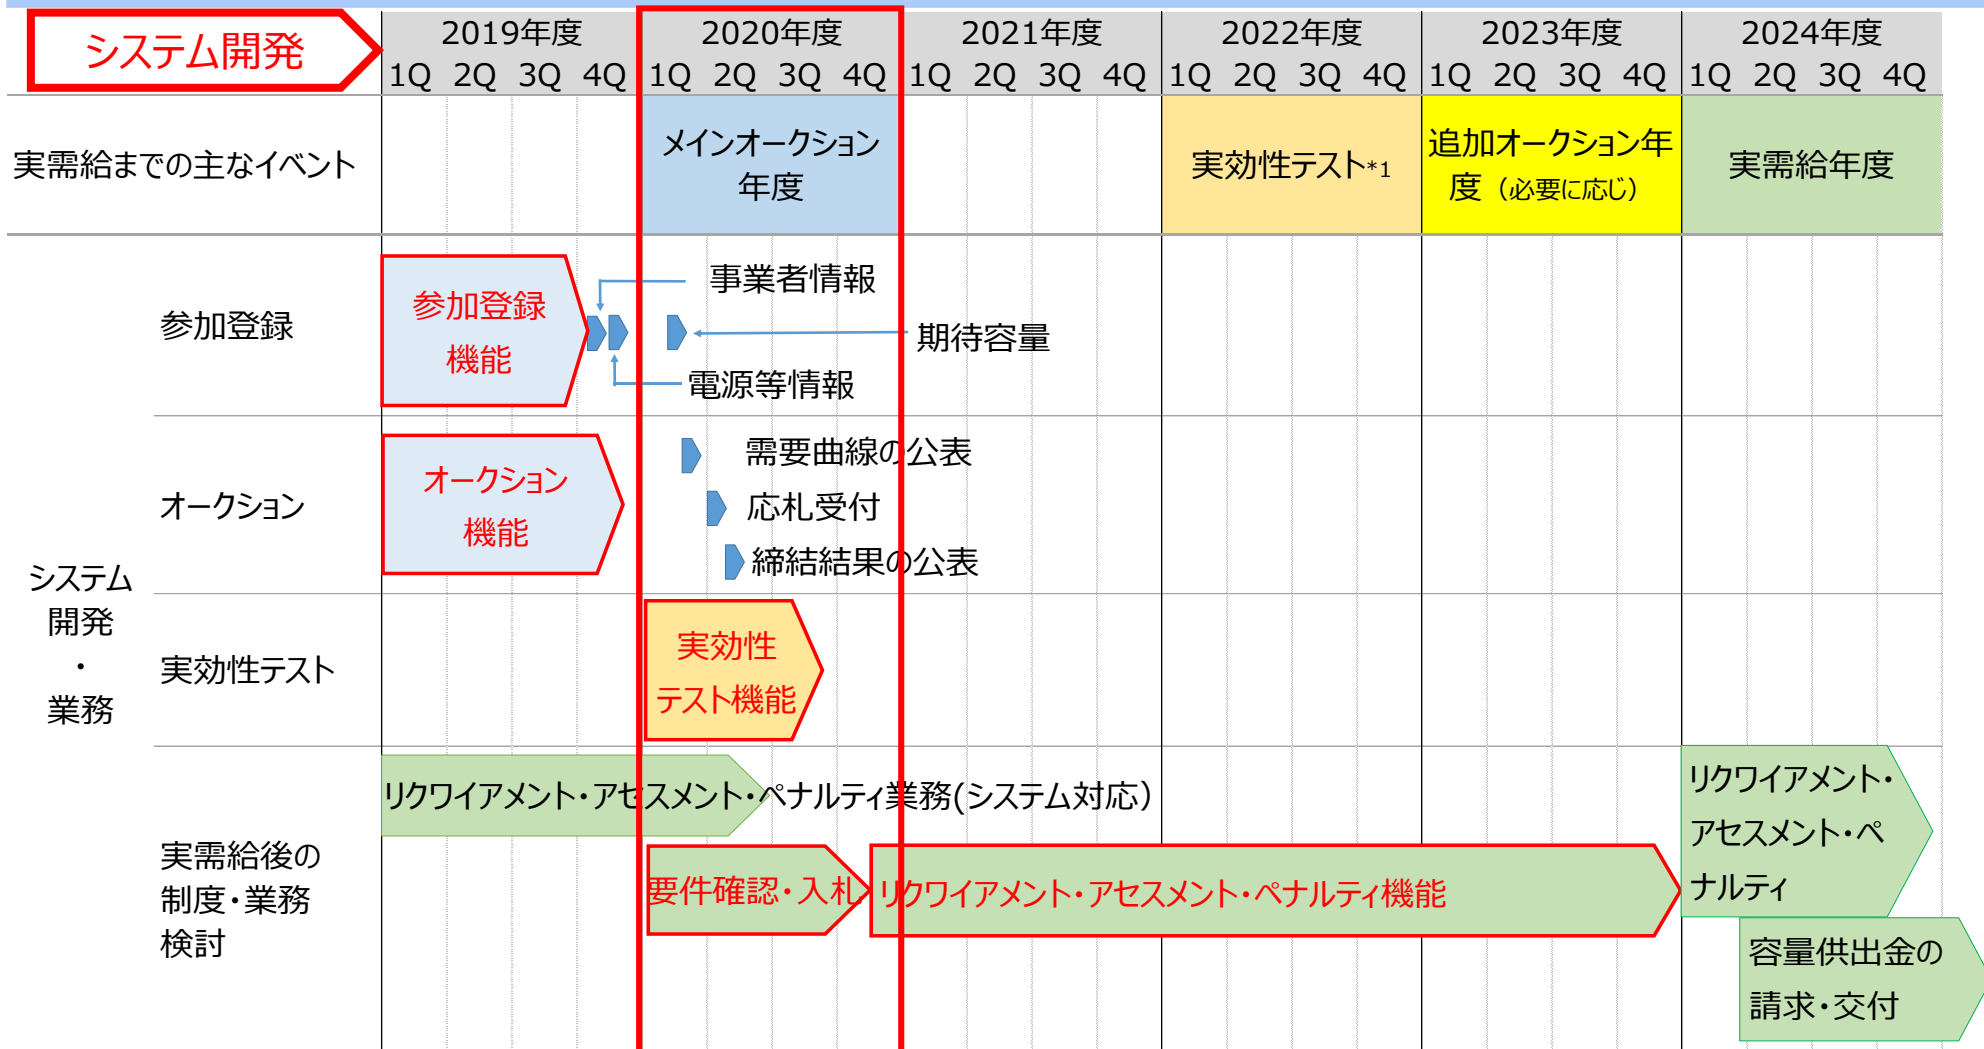 システム開発
2019年度
2020年度
2021年度
2022年度
2023年度
2024年度
1Q 2Q 3Q 4Q 1Q 2Q 3Q 4Q 1Q 2Q 3Q 4Q 1Q 2Q 3Q 4Q 1Q 2Q 3Q 4Q 1Q 2Q 3Q 4Q
実需給までの主なイベント
メインオークション
年度
実効性テスト*1
追加オークション年
度（必要に応じ）
実需給年度
システム
開発
・
業務
参加登録
参加登録
機能
事業者情報
期待容量
電源等情報
オークション
オークション
機能
需要曲線の公表
応札受付
締結結果の公表
実効性テスト
実効性
テスト機能
実需給後の
制度・業務
検討
リクワイアメント・アセスメント・ペナルティ業務(システム対応)
要件確認・入札
リクワイアメント・アセスメント・ペナルティ機能
リクワイアメント・
アセスメント・ペ
ナルティ
容量供出金の
請求・交付